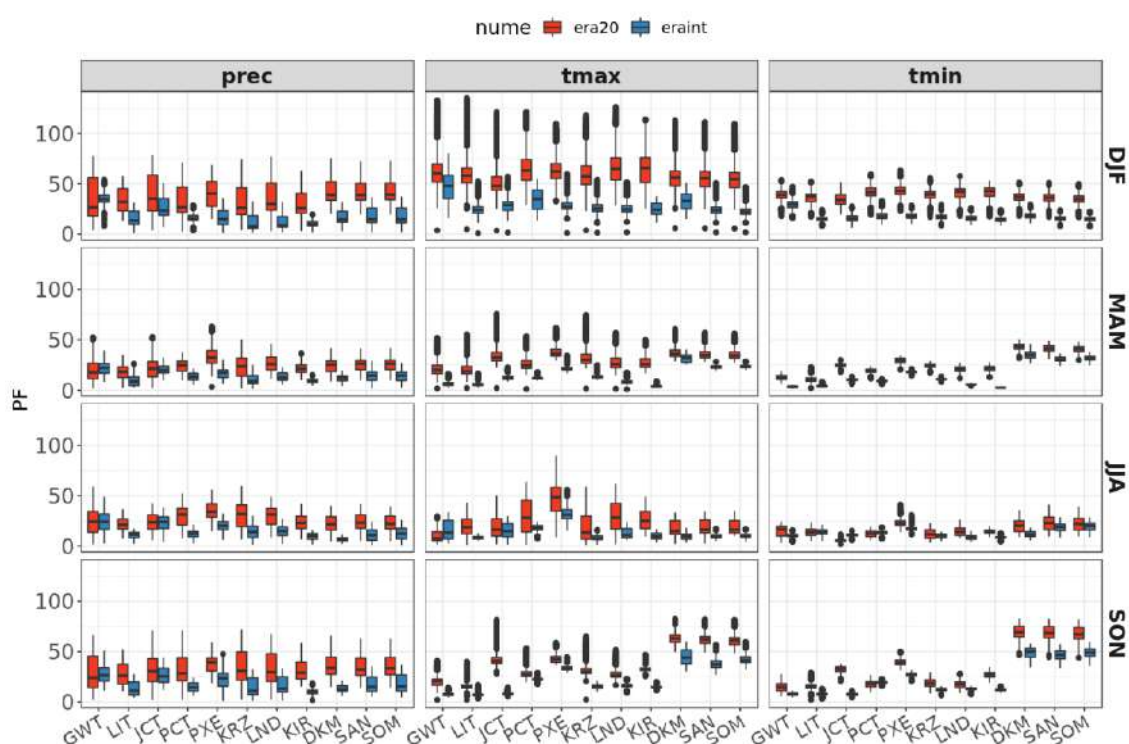 nume era20 eraint
prec tmax tmin
100
50
0
DJF
100
50
0
MAM
PF
100
50
0
JJA
100
50
0
SON
GWT LIT JCT PCT PXE KRZ LND KIR DKM SAN SOM GWT LIT JCT PCT PXE KRZ LND KIR DKM SAN SOM GWT LIT JCT PCT PXE KRZ LND KIR DKM SAN SOM